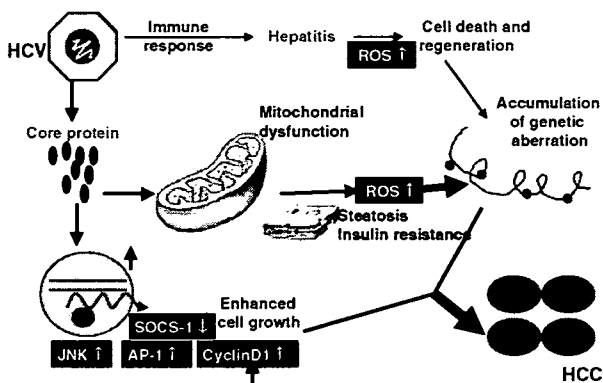 HCV
Immune
response
Hepatitis
ROS ↑
Cell death and
regeneration
Accumulation
of genetic
aberration
Core protein
Mitochondrial
dysfunction
ROS ↑
Steatosis
Insulin resistance
Enhanced
cell growth
SOCS-1 ↓
JNK ↑
AP-1 ↑
CyclinD1 ↑
HCC